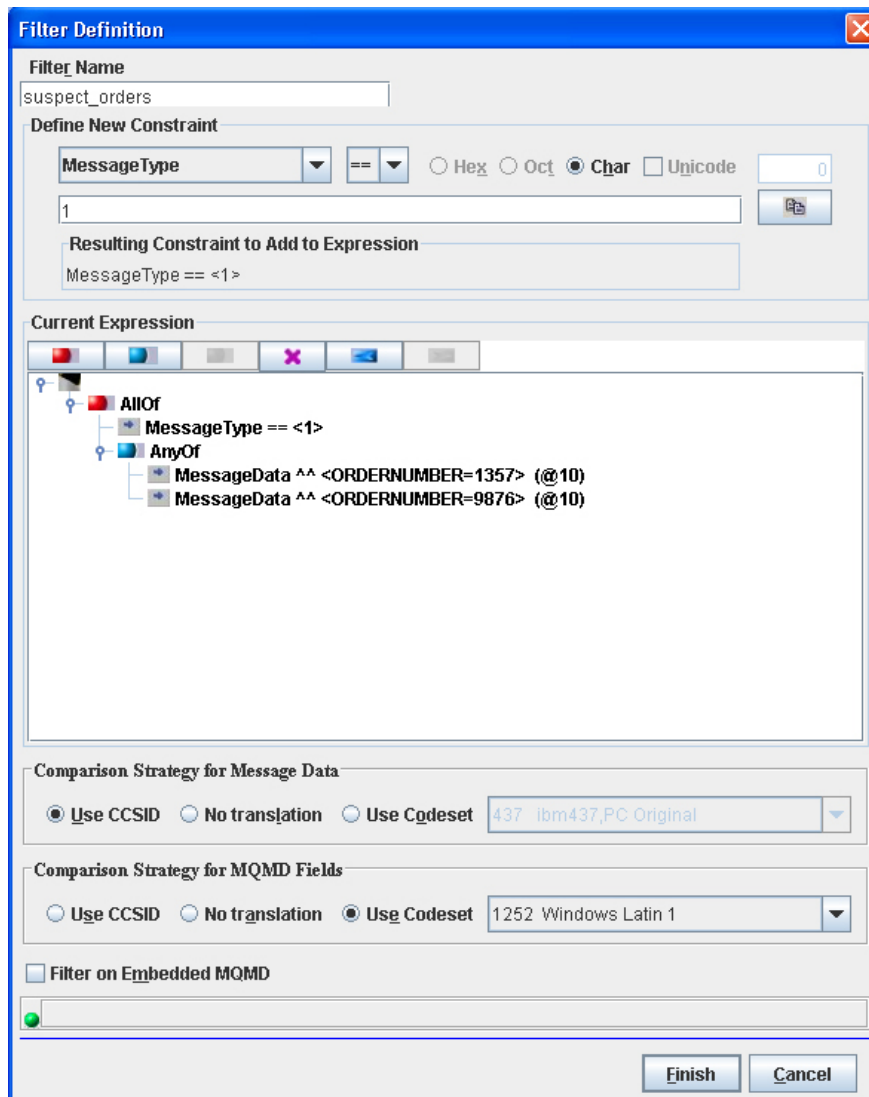 Filter Definition
Filter Name
suspect_orders
Define New Constraint
MessageType == Hex Oct Char Unicode 0
1
Resulting Constraint to Add to Expression
MessageType == <1>
Current Expression
AllOf
MessageType == <1>
AnyOf
MessageData ^^ <ORDERNUMBER=1357> (@10)
MessageData ^^ <ORDERNUMBER=9876> (@10)
Comparison Strategy for Message Data
Use CCSID No translation Use Codeset 437 ibm437,PC Original
Comparison Strategy for MQMD Fields
Use CCSID No translation Use Codeset 1252 Windows Latin 1
Filter on Embedded MQMD
Finish Cancel